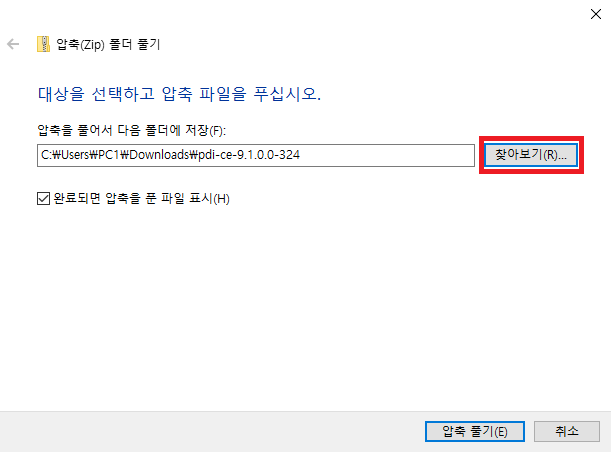 압축(Zip) 폴더 풀기
대상을 선택하고 압축 파일을 푸십시오.
압축을 풀어서 다음 폴더에 저장(F):
C:₩Users₩PC1₩Downloads₩pdi-ce-9.1.0.0-324
찾아보기(R)...
완료되면 압축을 푼 파일 표시(H)
압축 풀기(E)
취소